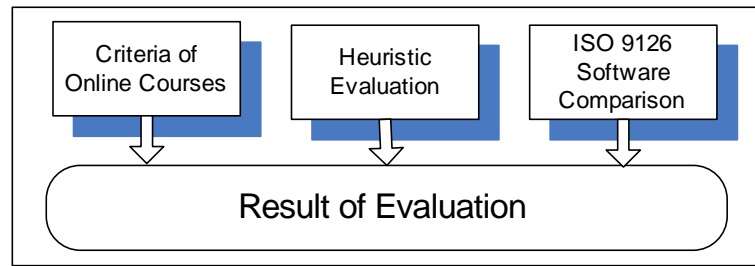 Criteria of
Online Courses
Heuristic
Evaluation
ISO 9126
Software
Comparison
Result of Evaluation